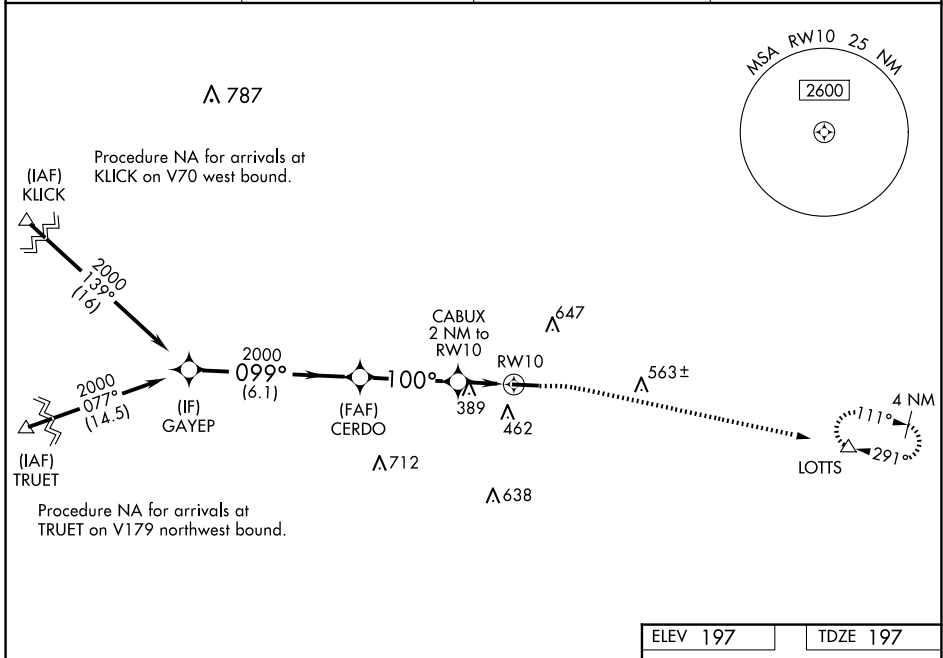 MSA RW10 25 NM
2600
787
Procedure NA for arrivals at
KLICK on V70 west bound.
(IAF)
KLICK
2000
139°
(16)
CABUX
2 NM to
RW10
647
RW10
2000
099°
(6.1)
100°
563±
2000
077°
(14.5)
(IF)
GAYEP
(FAF)
CERDO
389
462
4 NM
111°
291°
LOTTS
(IAF)
TRUET
712
638
Procedure NA for arrivals at
TRUET on V179 northwest bound.
ELEV 197
TDZE 197